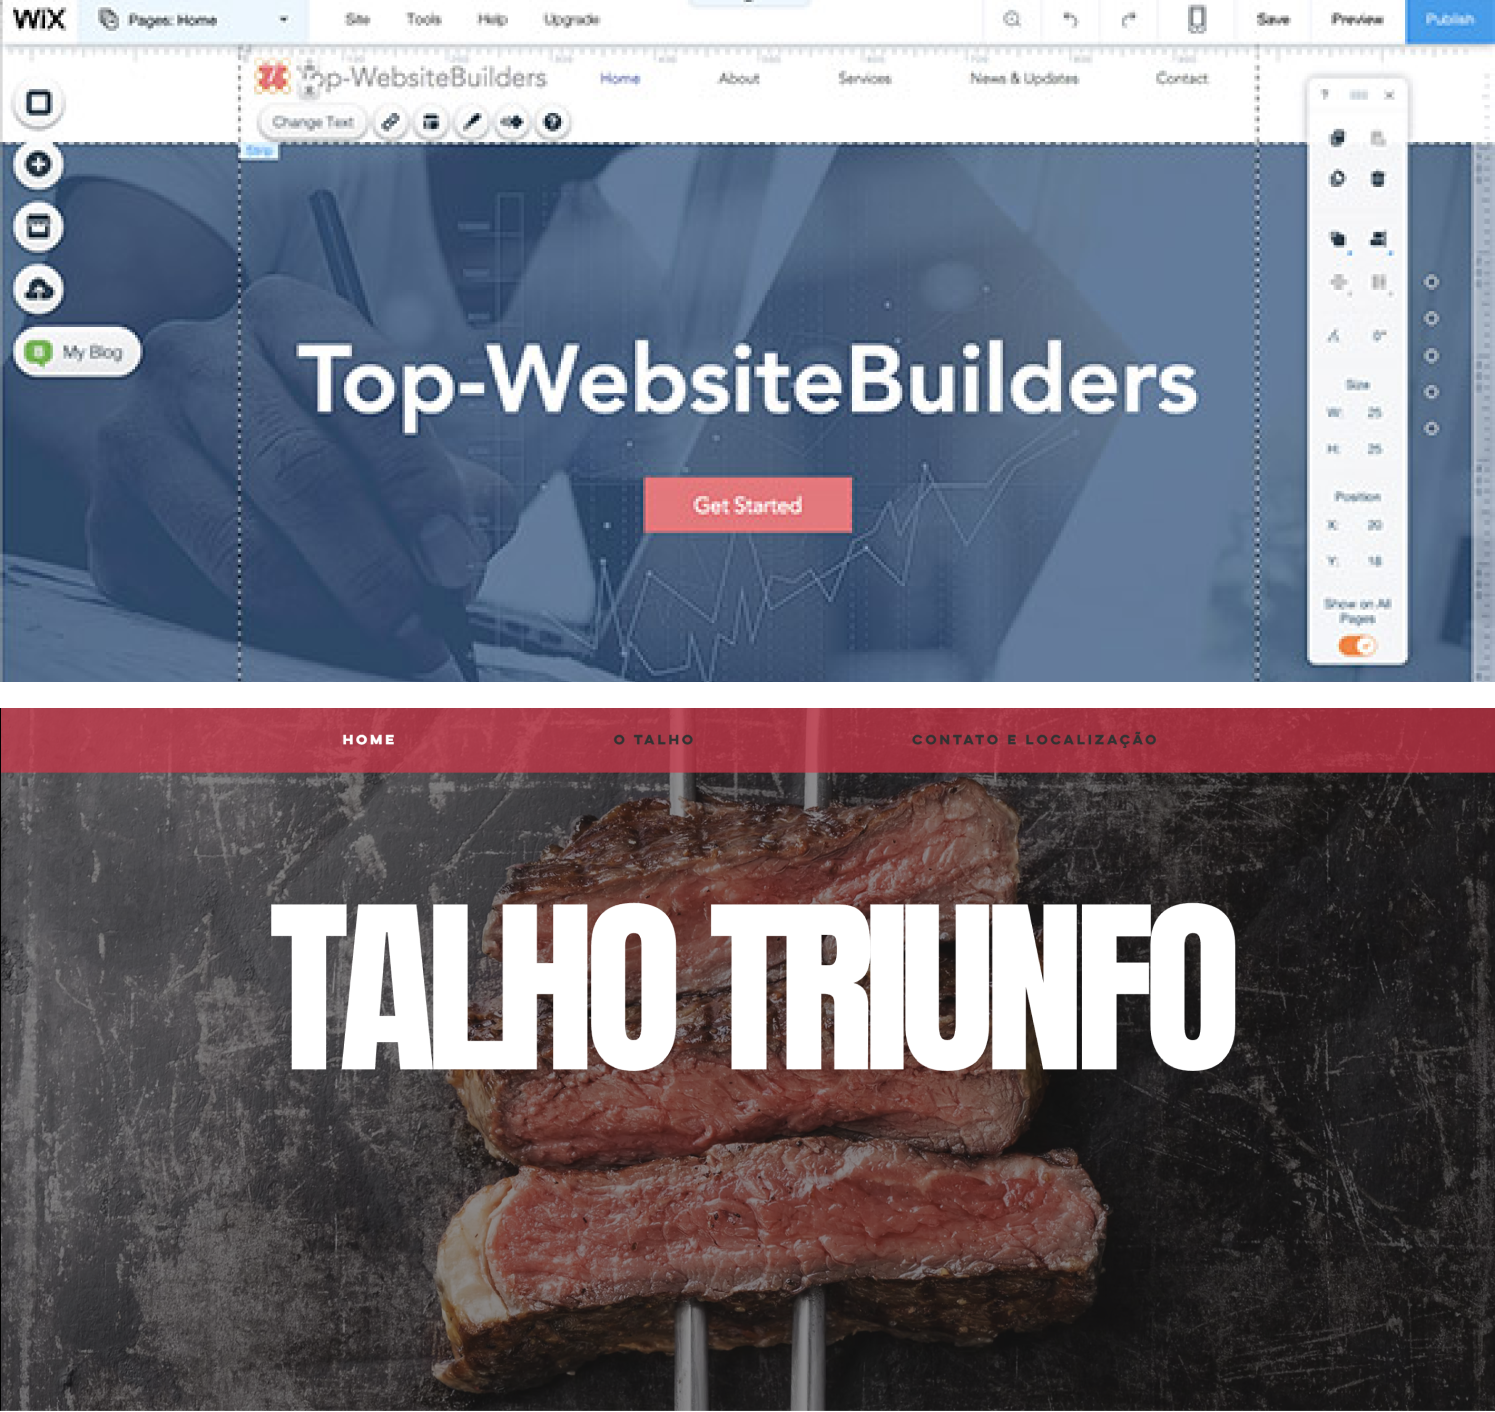 WiX Pages: Home Site Tools Help Upgrade Save Preview Publish
Top-WebsiteBuilders Home About Services News & Updates Contact
Change Text
Strip
My Blog
Top-WebsiteBuilders
Get Started
? ×
0°
Size
W: 25
H: 25
Position
X: 20
Y: 18
Show on All
Pages
HOME O TALHO CONTATO E LOCALIZAÇÃO
TALHO TRIUNFO